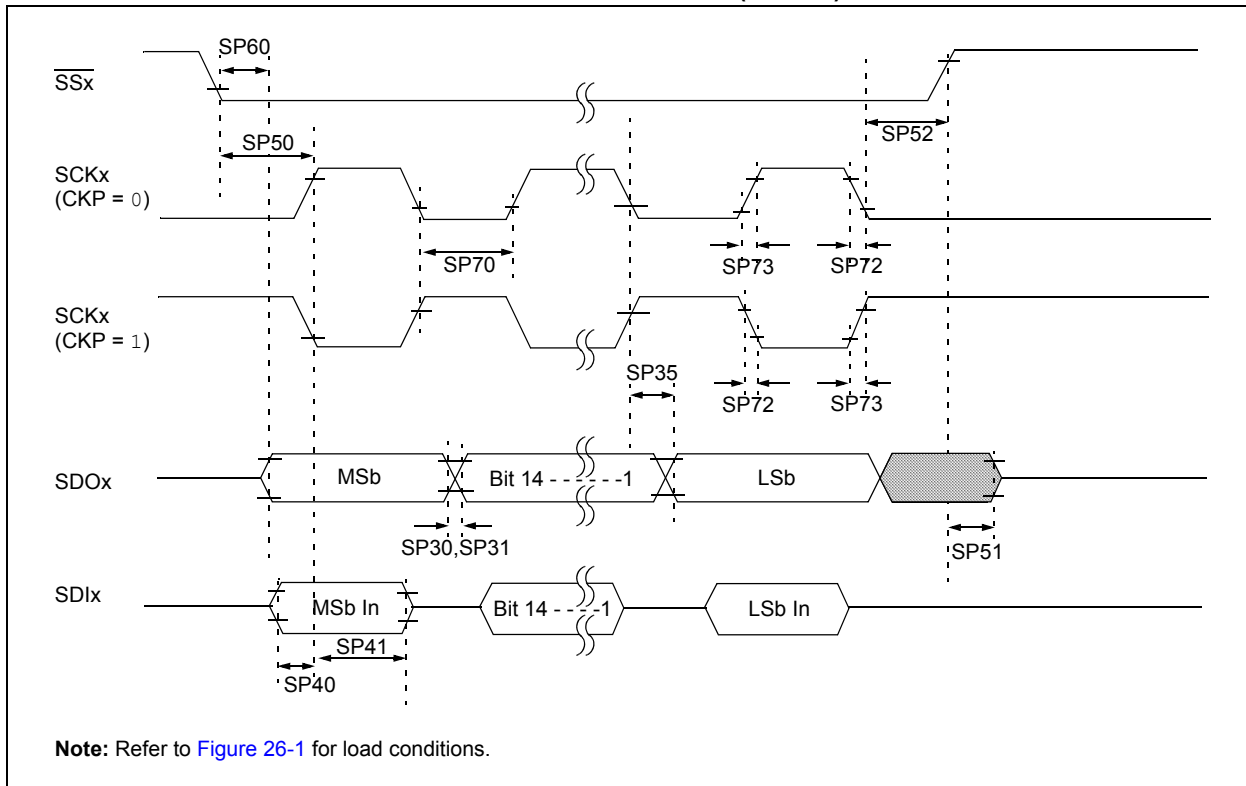 SP60
SSx
SP50
SP52
SCKx
(CKP = 0)
SP70
SP73
SP72
SCKx
(CKP = 1)
SP35
SP72
SP73
SDOx
MSb
Bit 14 - - - - - -1
LSb
SP30,SP31
SP51
SDIx
MSb In
Bit 14 - - - -1
LSb In
SP41
SP40
Note: Refer to Figure 26-1 for load conditions.